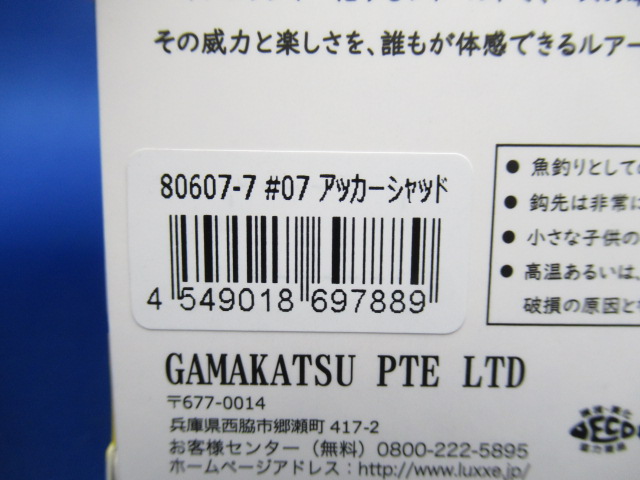 その威力と楽しさを、誰もが体感できるルアー
80607-7 #07 アッカーシャッド
4 549018 697889
● 魚釣りとしての
● 鈎先は非常に
● 小さな子供の
● 高温あるいは、
破損の原因と
GAMAKATSU PTE LTD
〒677-0014
兵庫県西脇市郷瀬町 417-2
お客様センター（無料）0800-222-5895
ホームページアドレス：http://www.luxxe.jp/